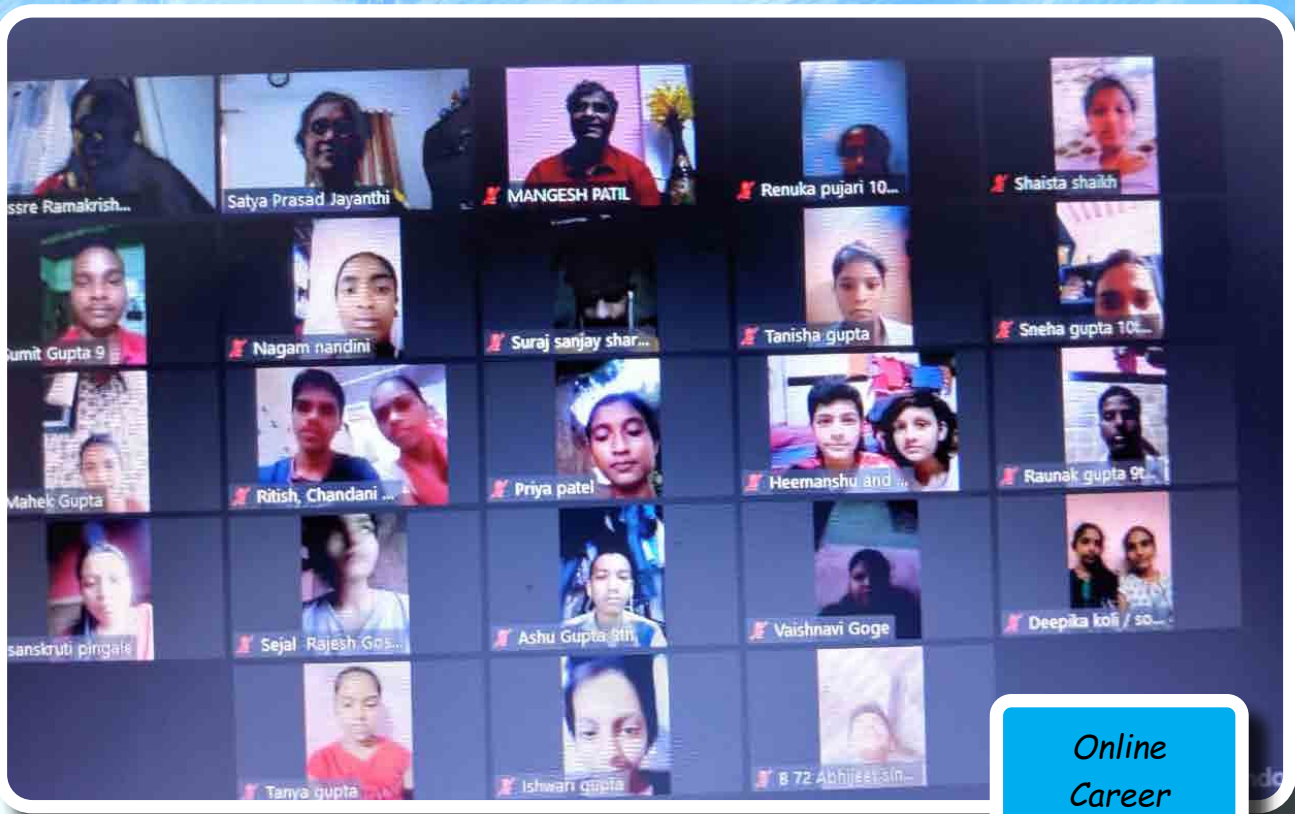 ssre Ramakrish...
Satya Prasad Jayanthi
MANGESH PATIL
Renuka pujari 10...
Shaista shaikh
Sumit Gupta 9
Nagam nandini
Suraj sanjay shar...
Tanisha gupta
Sneha gupta 10t...
Mahek Gupta
Ritish, Chandani ...
Priya patel
Heemanshu and ...
Raunak gupta 9t...
sanskruti pingale
Sejal Rajesh Gos...
Ashu Gupta 9th
Vaishnavi Goge
Deepika koli / so...
Tanya gupta
Ishwari gupta
B 72 Abhijeet sin...
Online
Career